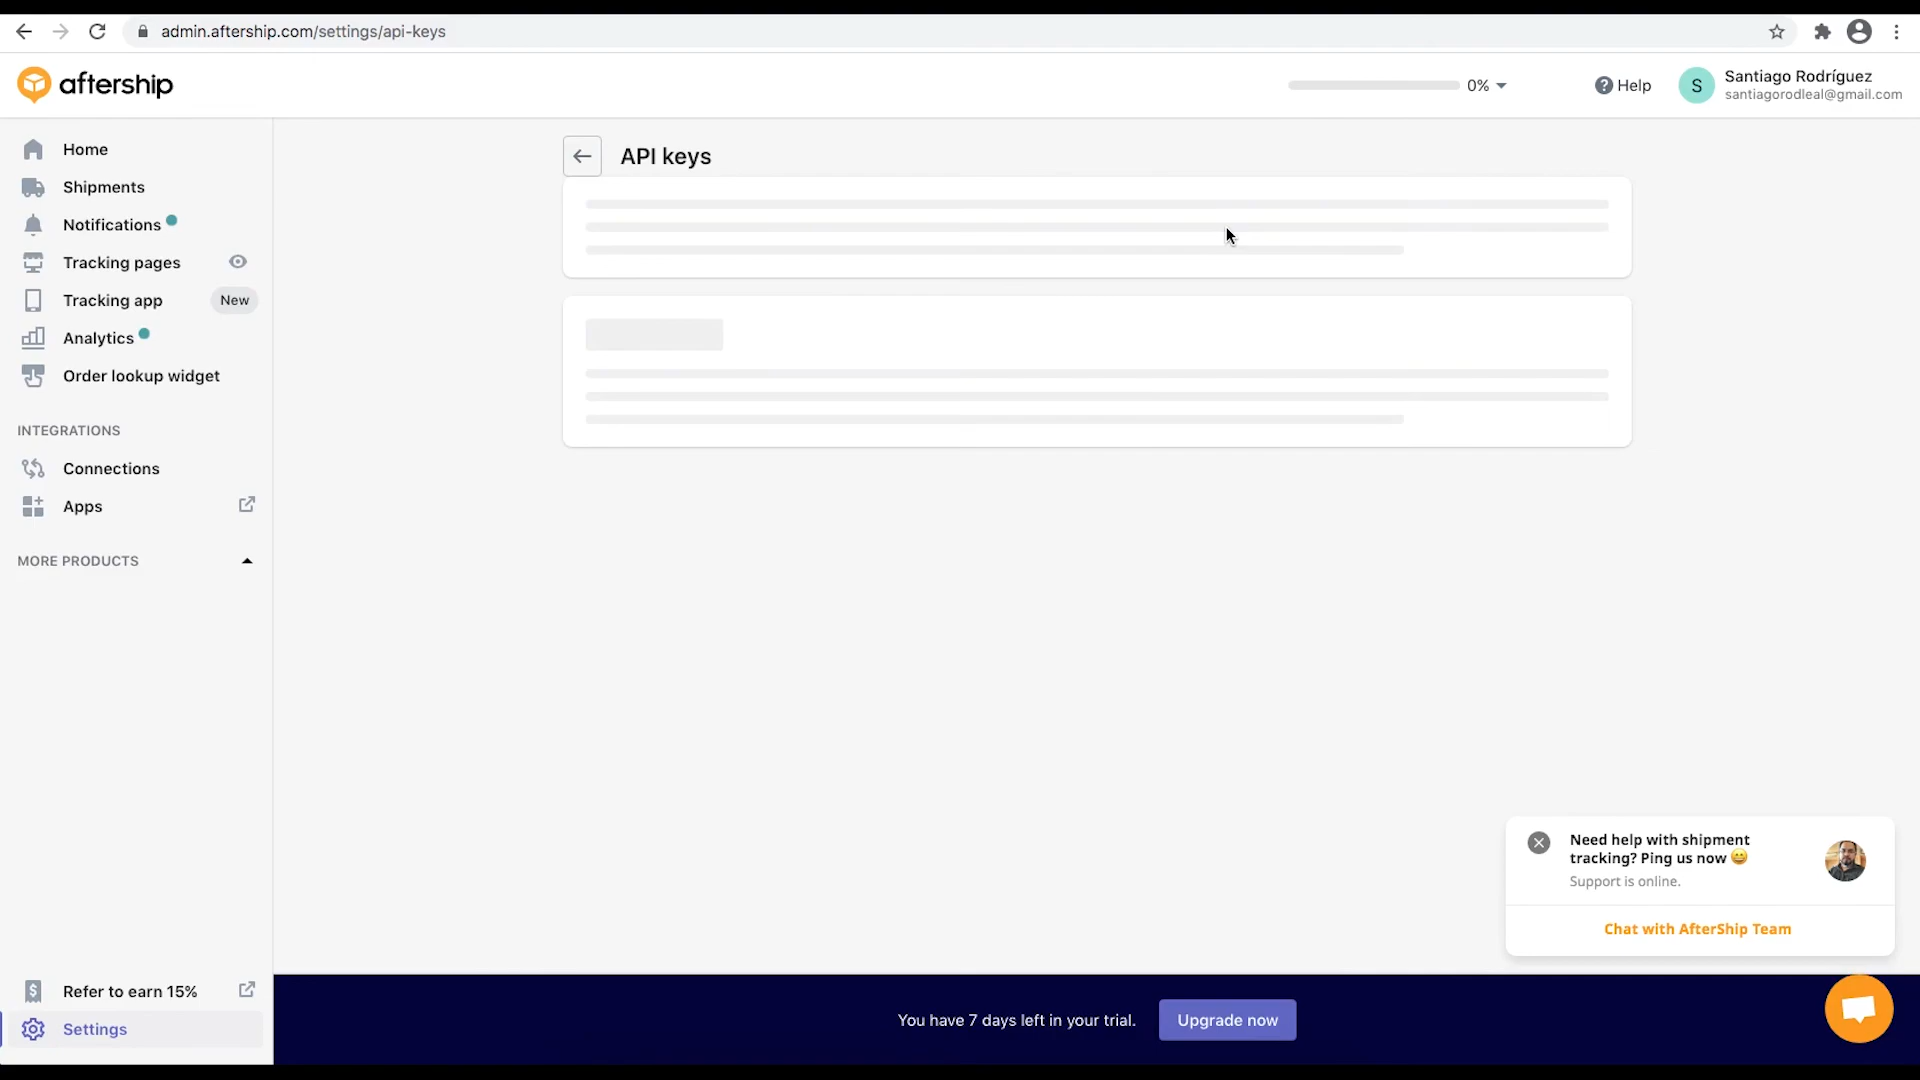 admin.aftership.com/settings/api-keys
aftership
0%
Help
S
Santiago Rodríguez
santiagorodleal@gmail.com
Home
Shipments
Notifications
Tracking pages
Tracking app
New
Analytics
Order lookup widget
INTEGRATIONS
Connections
Apps
MORE PRODUCTS
Refer to earn 15%
Settings
API keys
Need help with shipment
tracking? Ping us now 😀
Support is online.
Chat with AfterShip Team
You have 7 days left in your trial.
Upgrade now